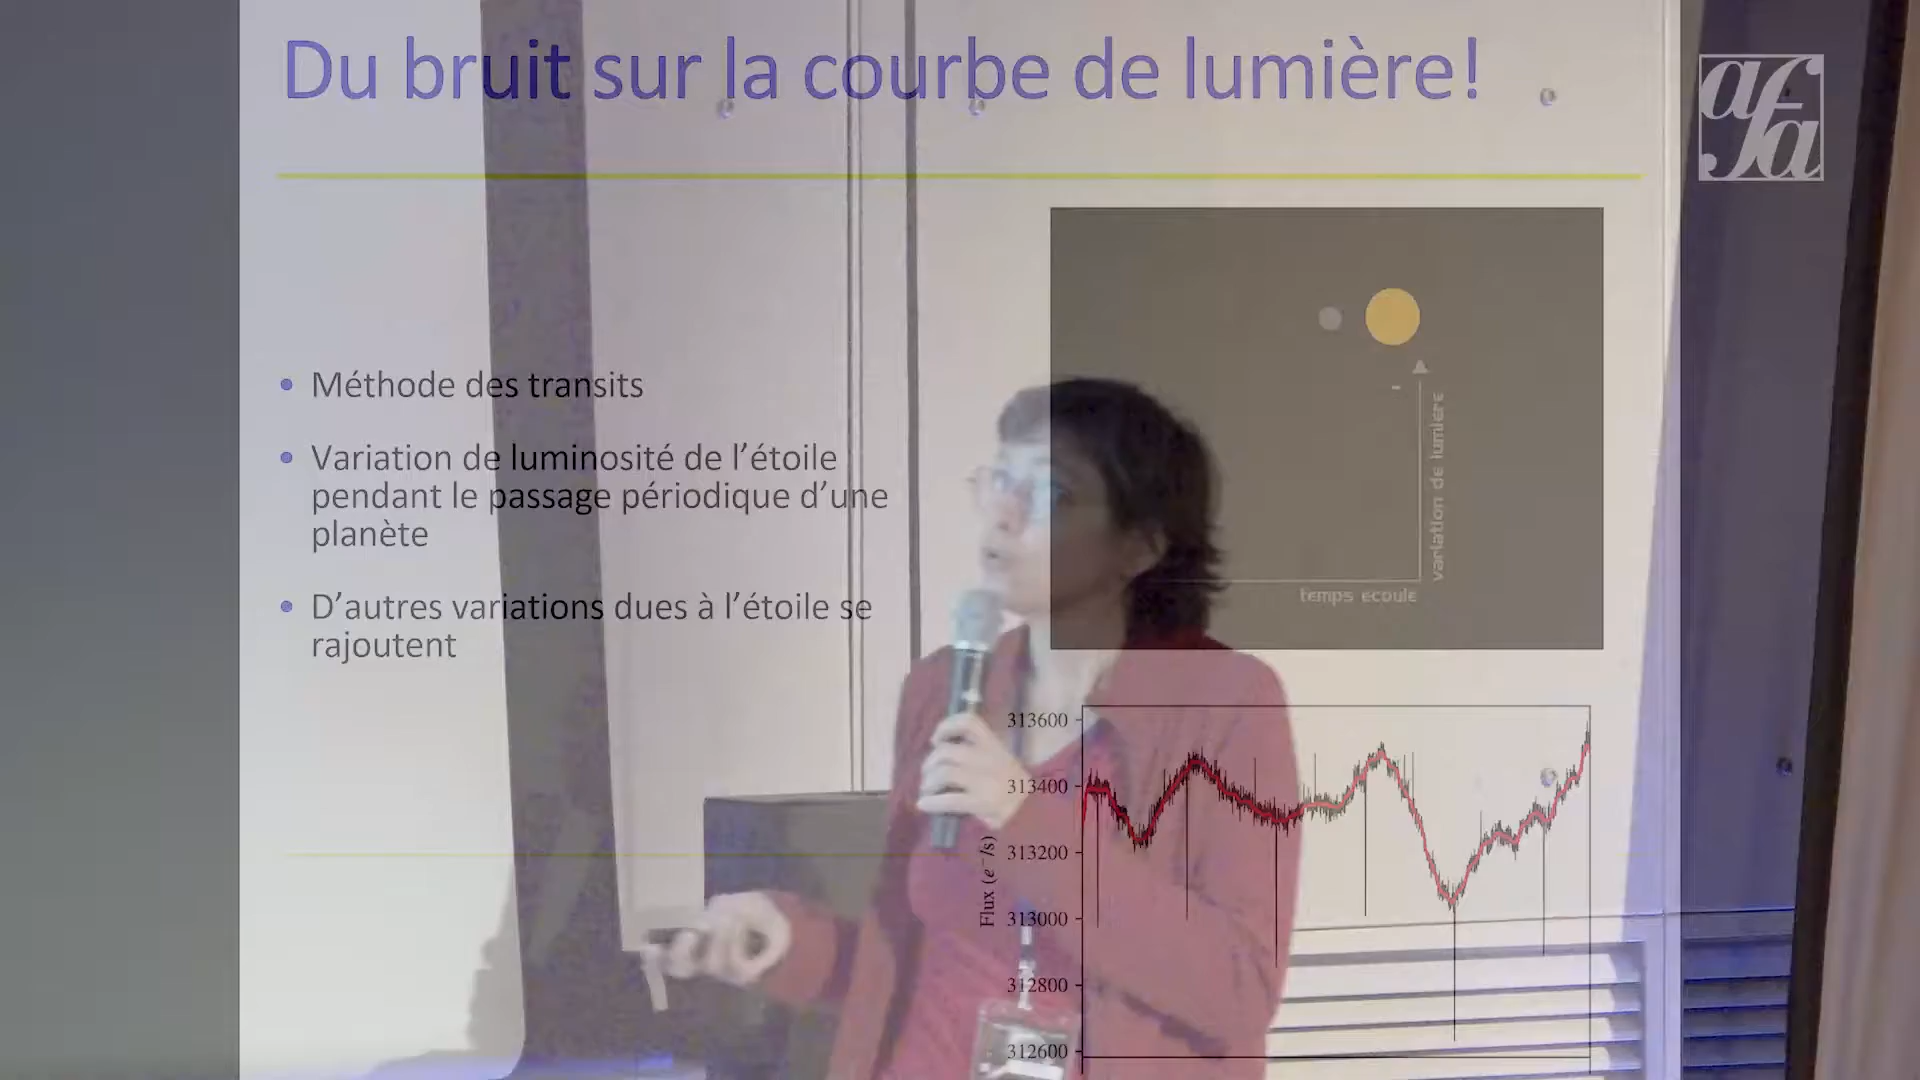 Du bruit sur la courbe de lumière!
afa
• Méthode des transits
• Variation de luminosité de l'étoile
pendant le passage périodique d'une
planète
• D'autres variations dues à l'étoile se
rajoutent
variation de lumiere
temps ecoule
Flux (e⁻/s)
313600
313400
313200
313000
312800
312600